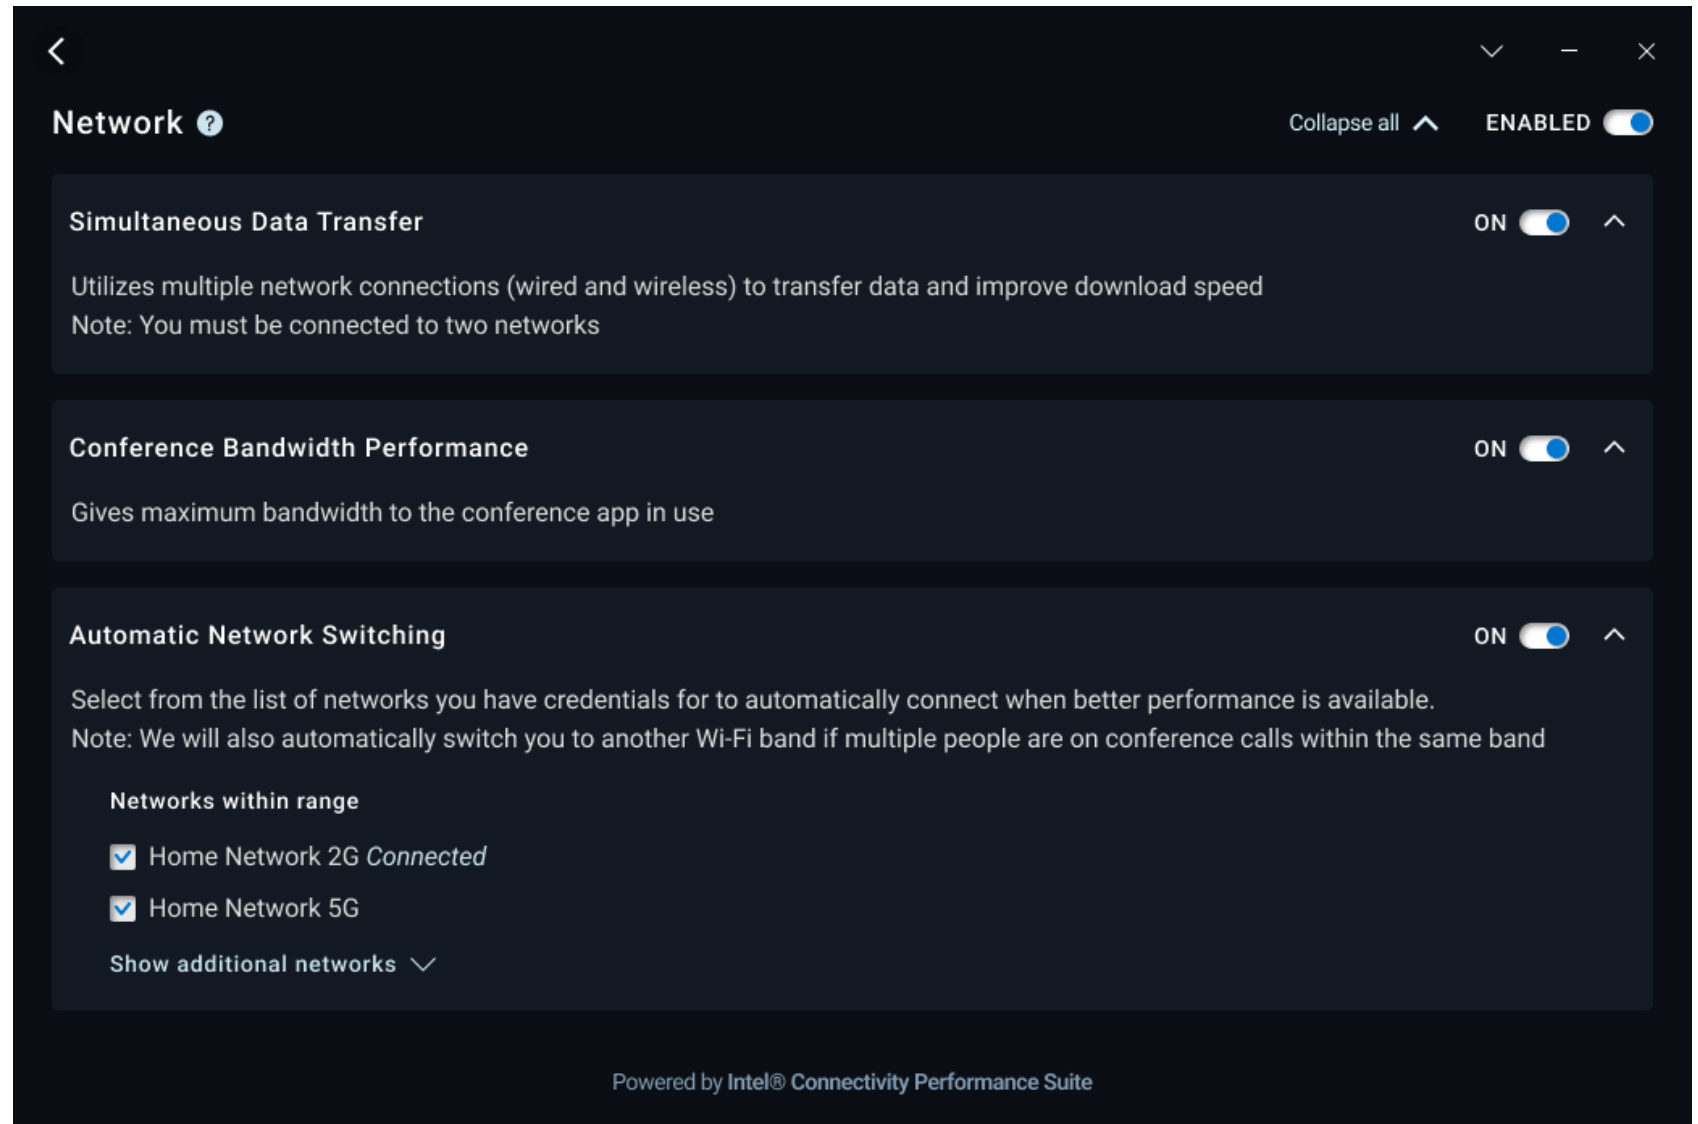 Network ?
Collapse all
ENABLED
Simultaneous Data Transfer
ON
Utilizes multiple network connections (wired and wireless) to transfer data and improve download speed
Note: You must be connected to two networks
Conference Bandwidth Performance
ON
Gives maximum bandwidth to the conference app in use
Automatic Network Switching
ON
Select from the list of networks you have credentials for to automatically connect when better performance is available.
Note: We will also automatically switch you to another Wi-Fi band if multiple people are on conference calls within the same band
Networks within range
Home Network 2G Connected
Home Network 5G
Show additional networks
Powered by Intel® Connectivity Performance Suite